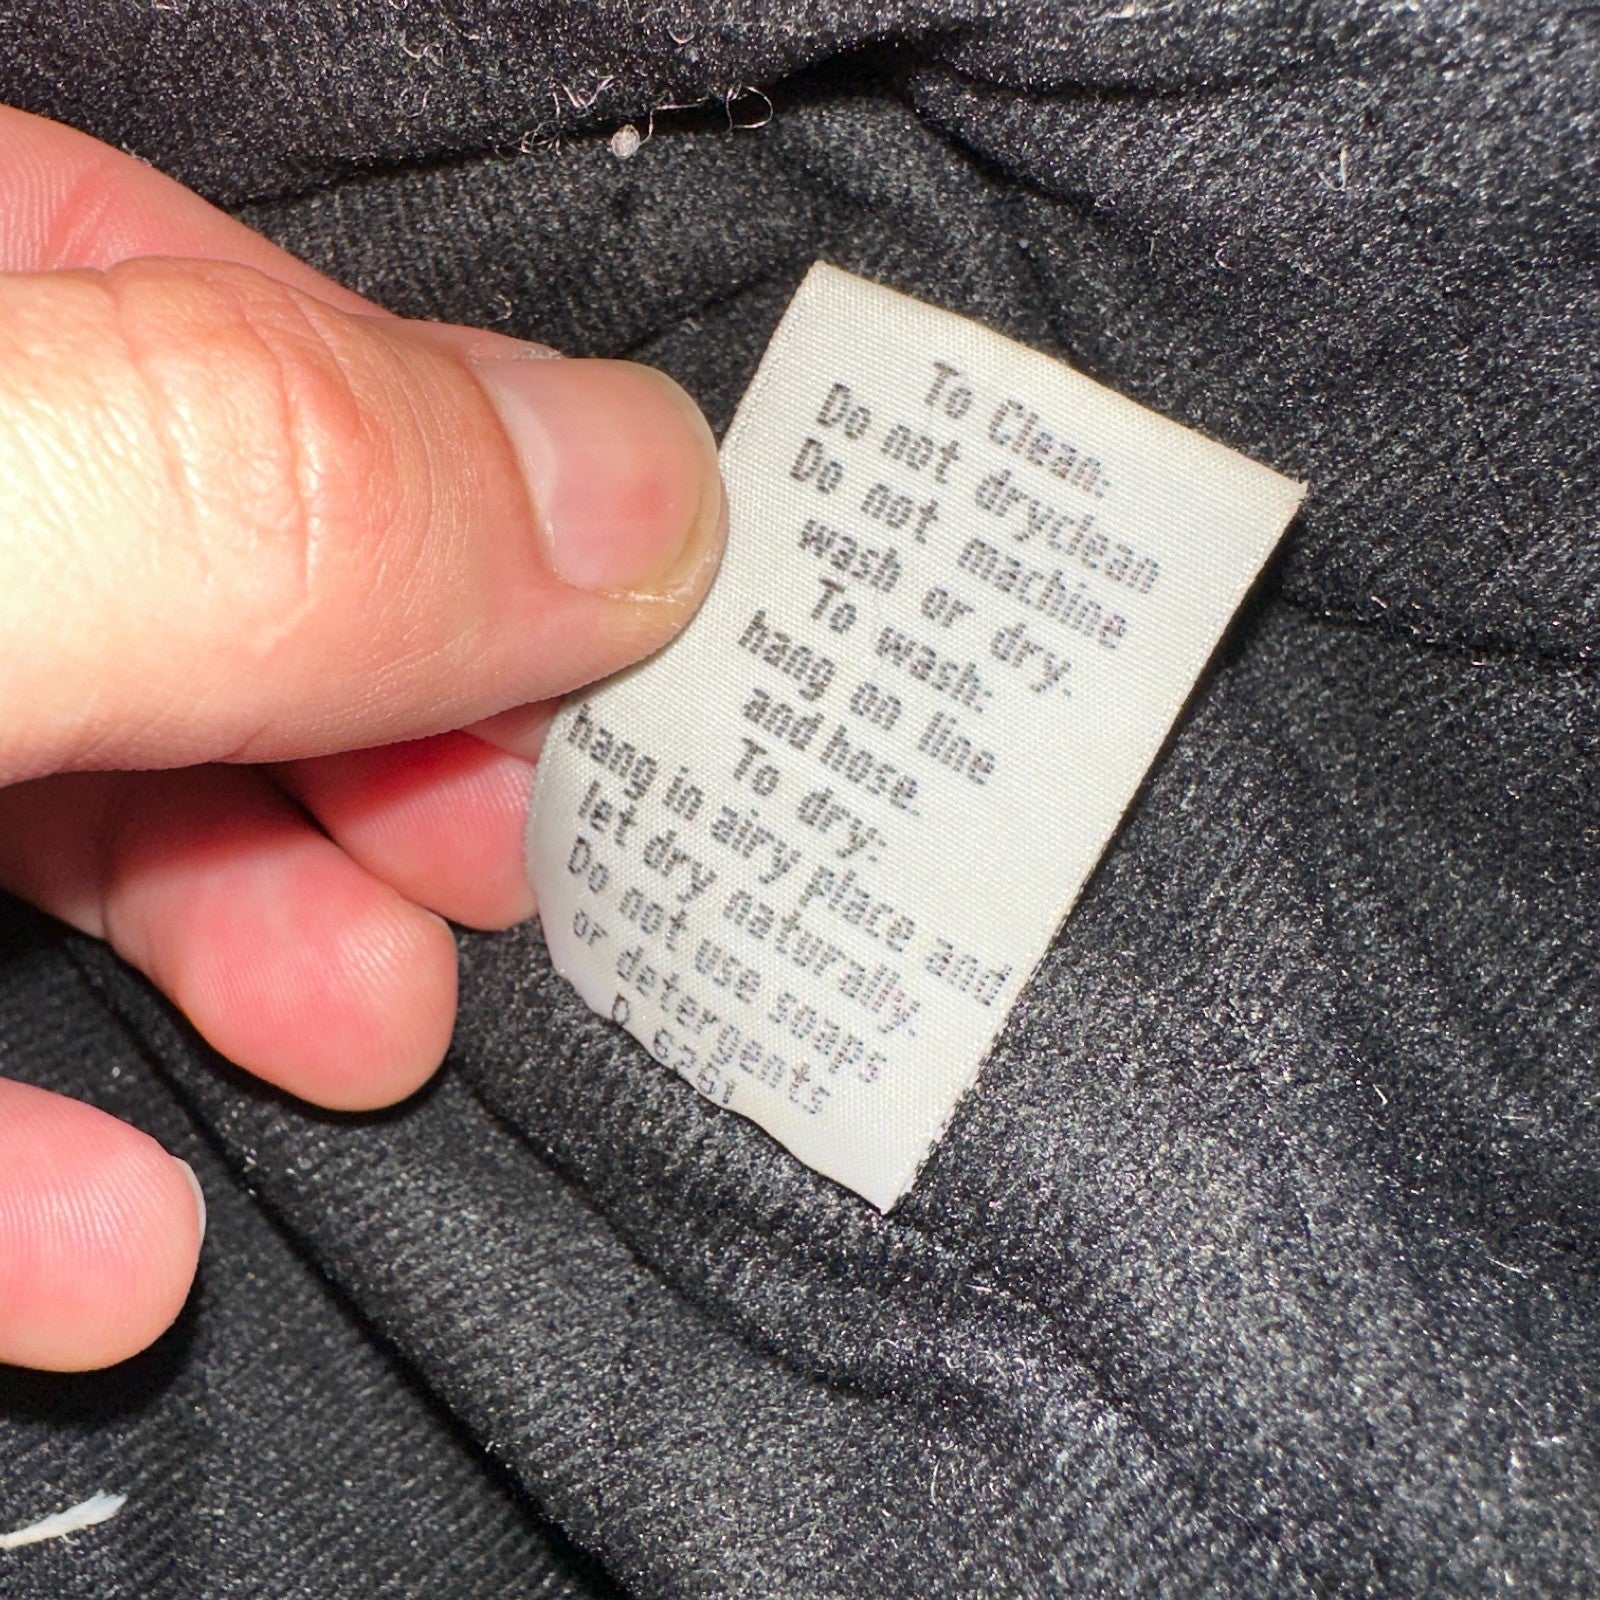 To Clean:
Do not dryclean
Do not machine
wash or dry.
To wash:
hang on line
and hose.
To dry:
hang in airy place and
let dry naturally.
Do not use soaps
or detergents